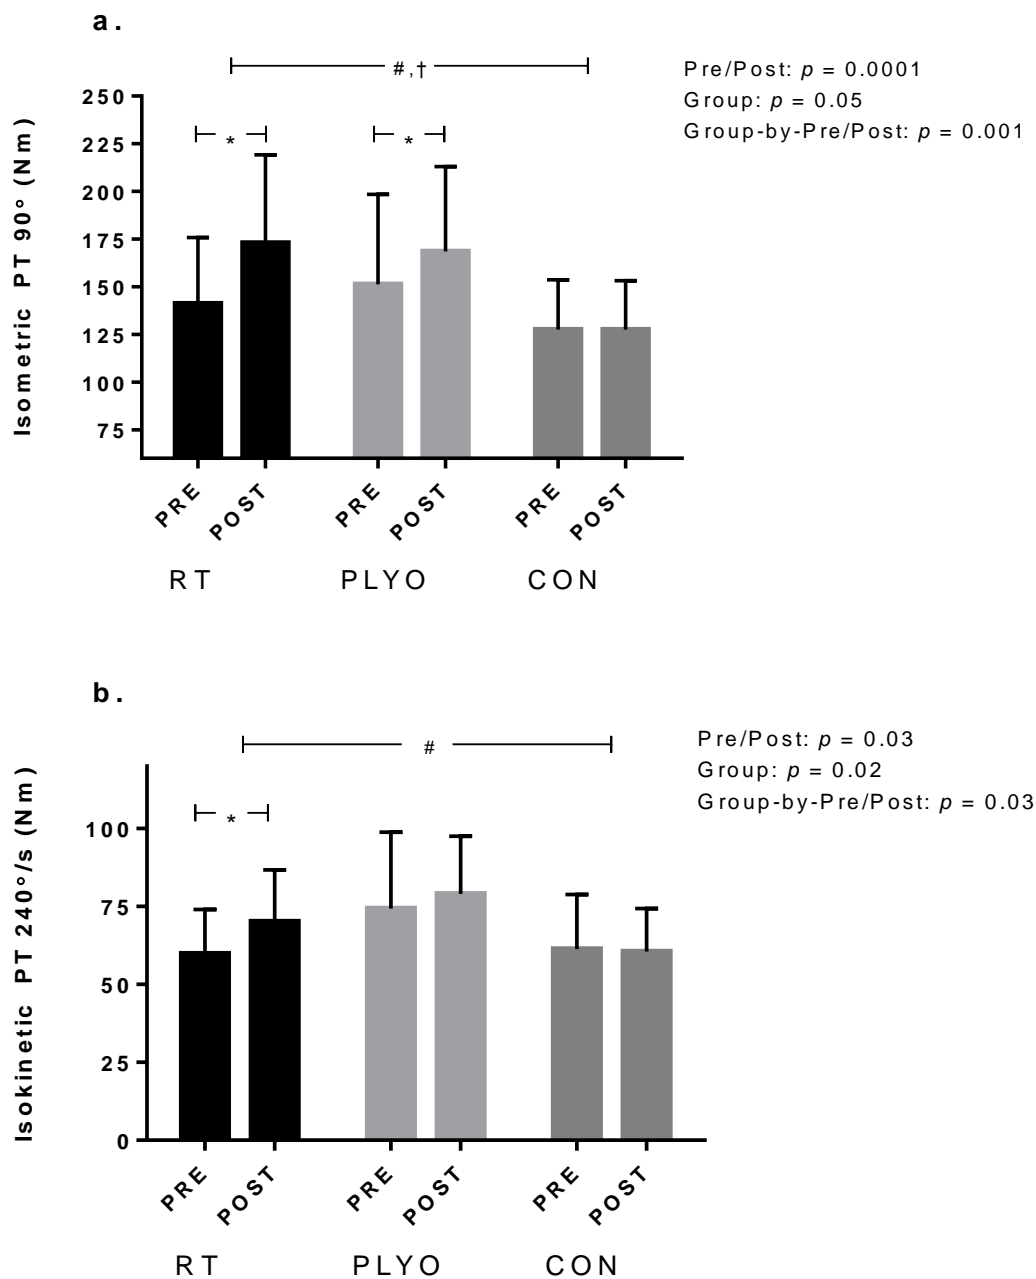 a.
#,†
Pre/Post: p = 0.0001
Group: p = 0.05
Group-by-Pre/Post: p = 0.001
Isometric PT 90° (Nm)
250
225
200
175
150
125
100
75
* *
PRE POST PRE POST PRE POST
RT PLYO CON
b.
#
Pre/Post: p = 0.03
Group: p = 0.02
Group-by-Pre/Post: p = 0.03
Isokinetic PT 240°/s (Nm)
*
100
75
50
25
0
PRE POST PRE POST PRE POST
RT PLYO CON